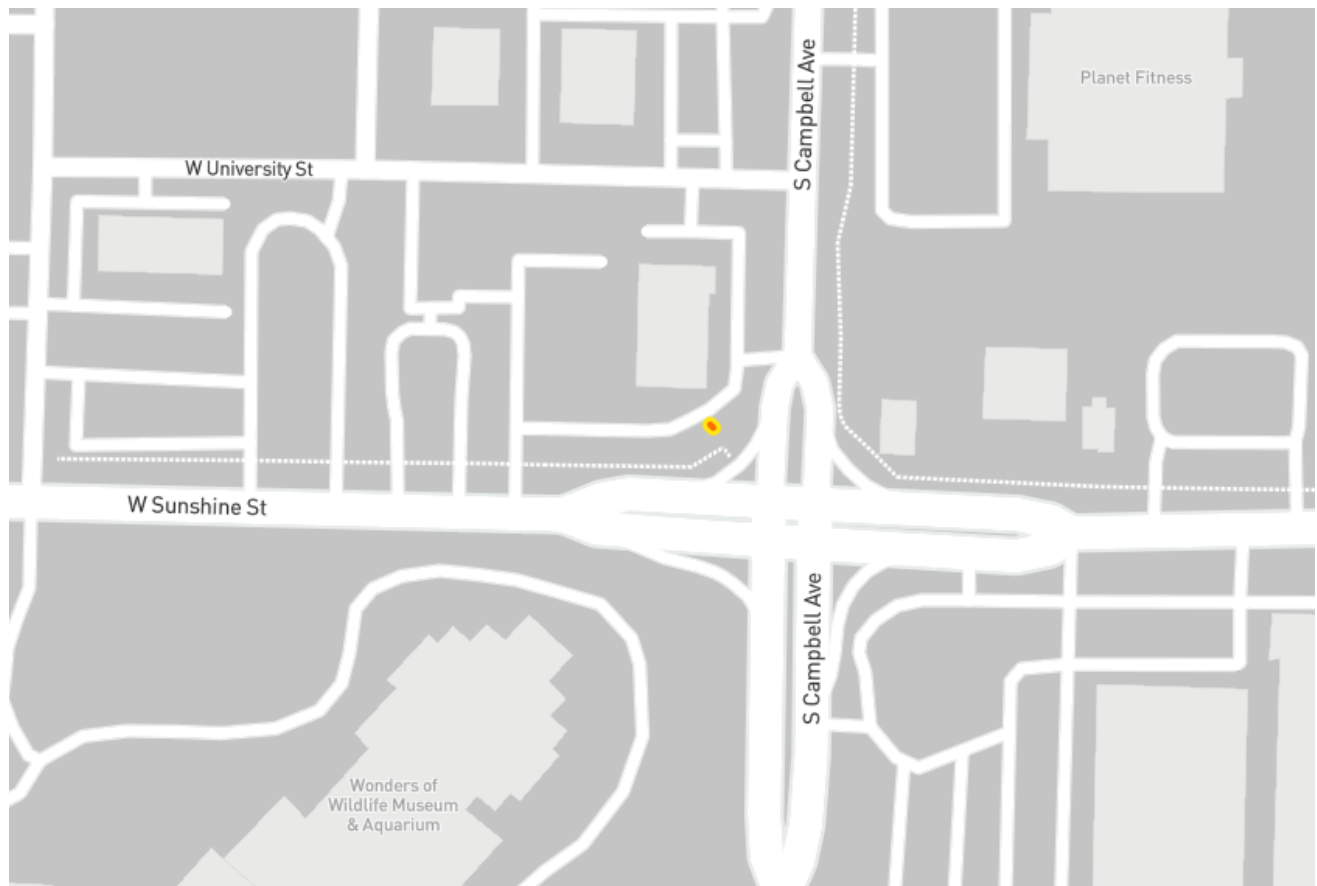 S Campbell Ave
Planet Fitness
W University St
W Sunshine St
S Campbell Ave
Wonders of
Wildlife Museum
& Aquarium